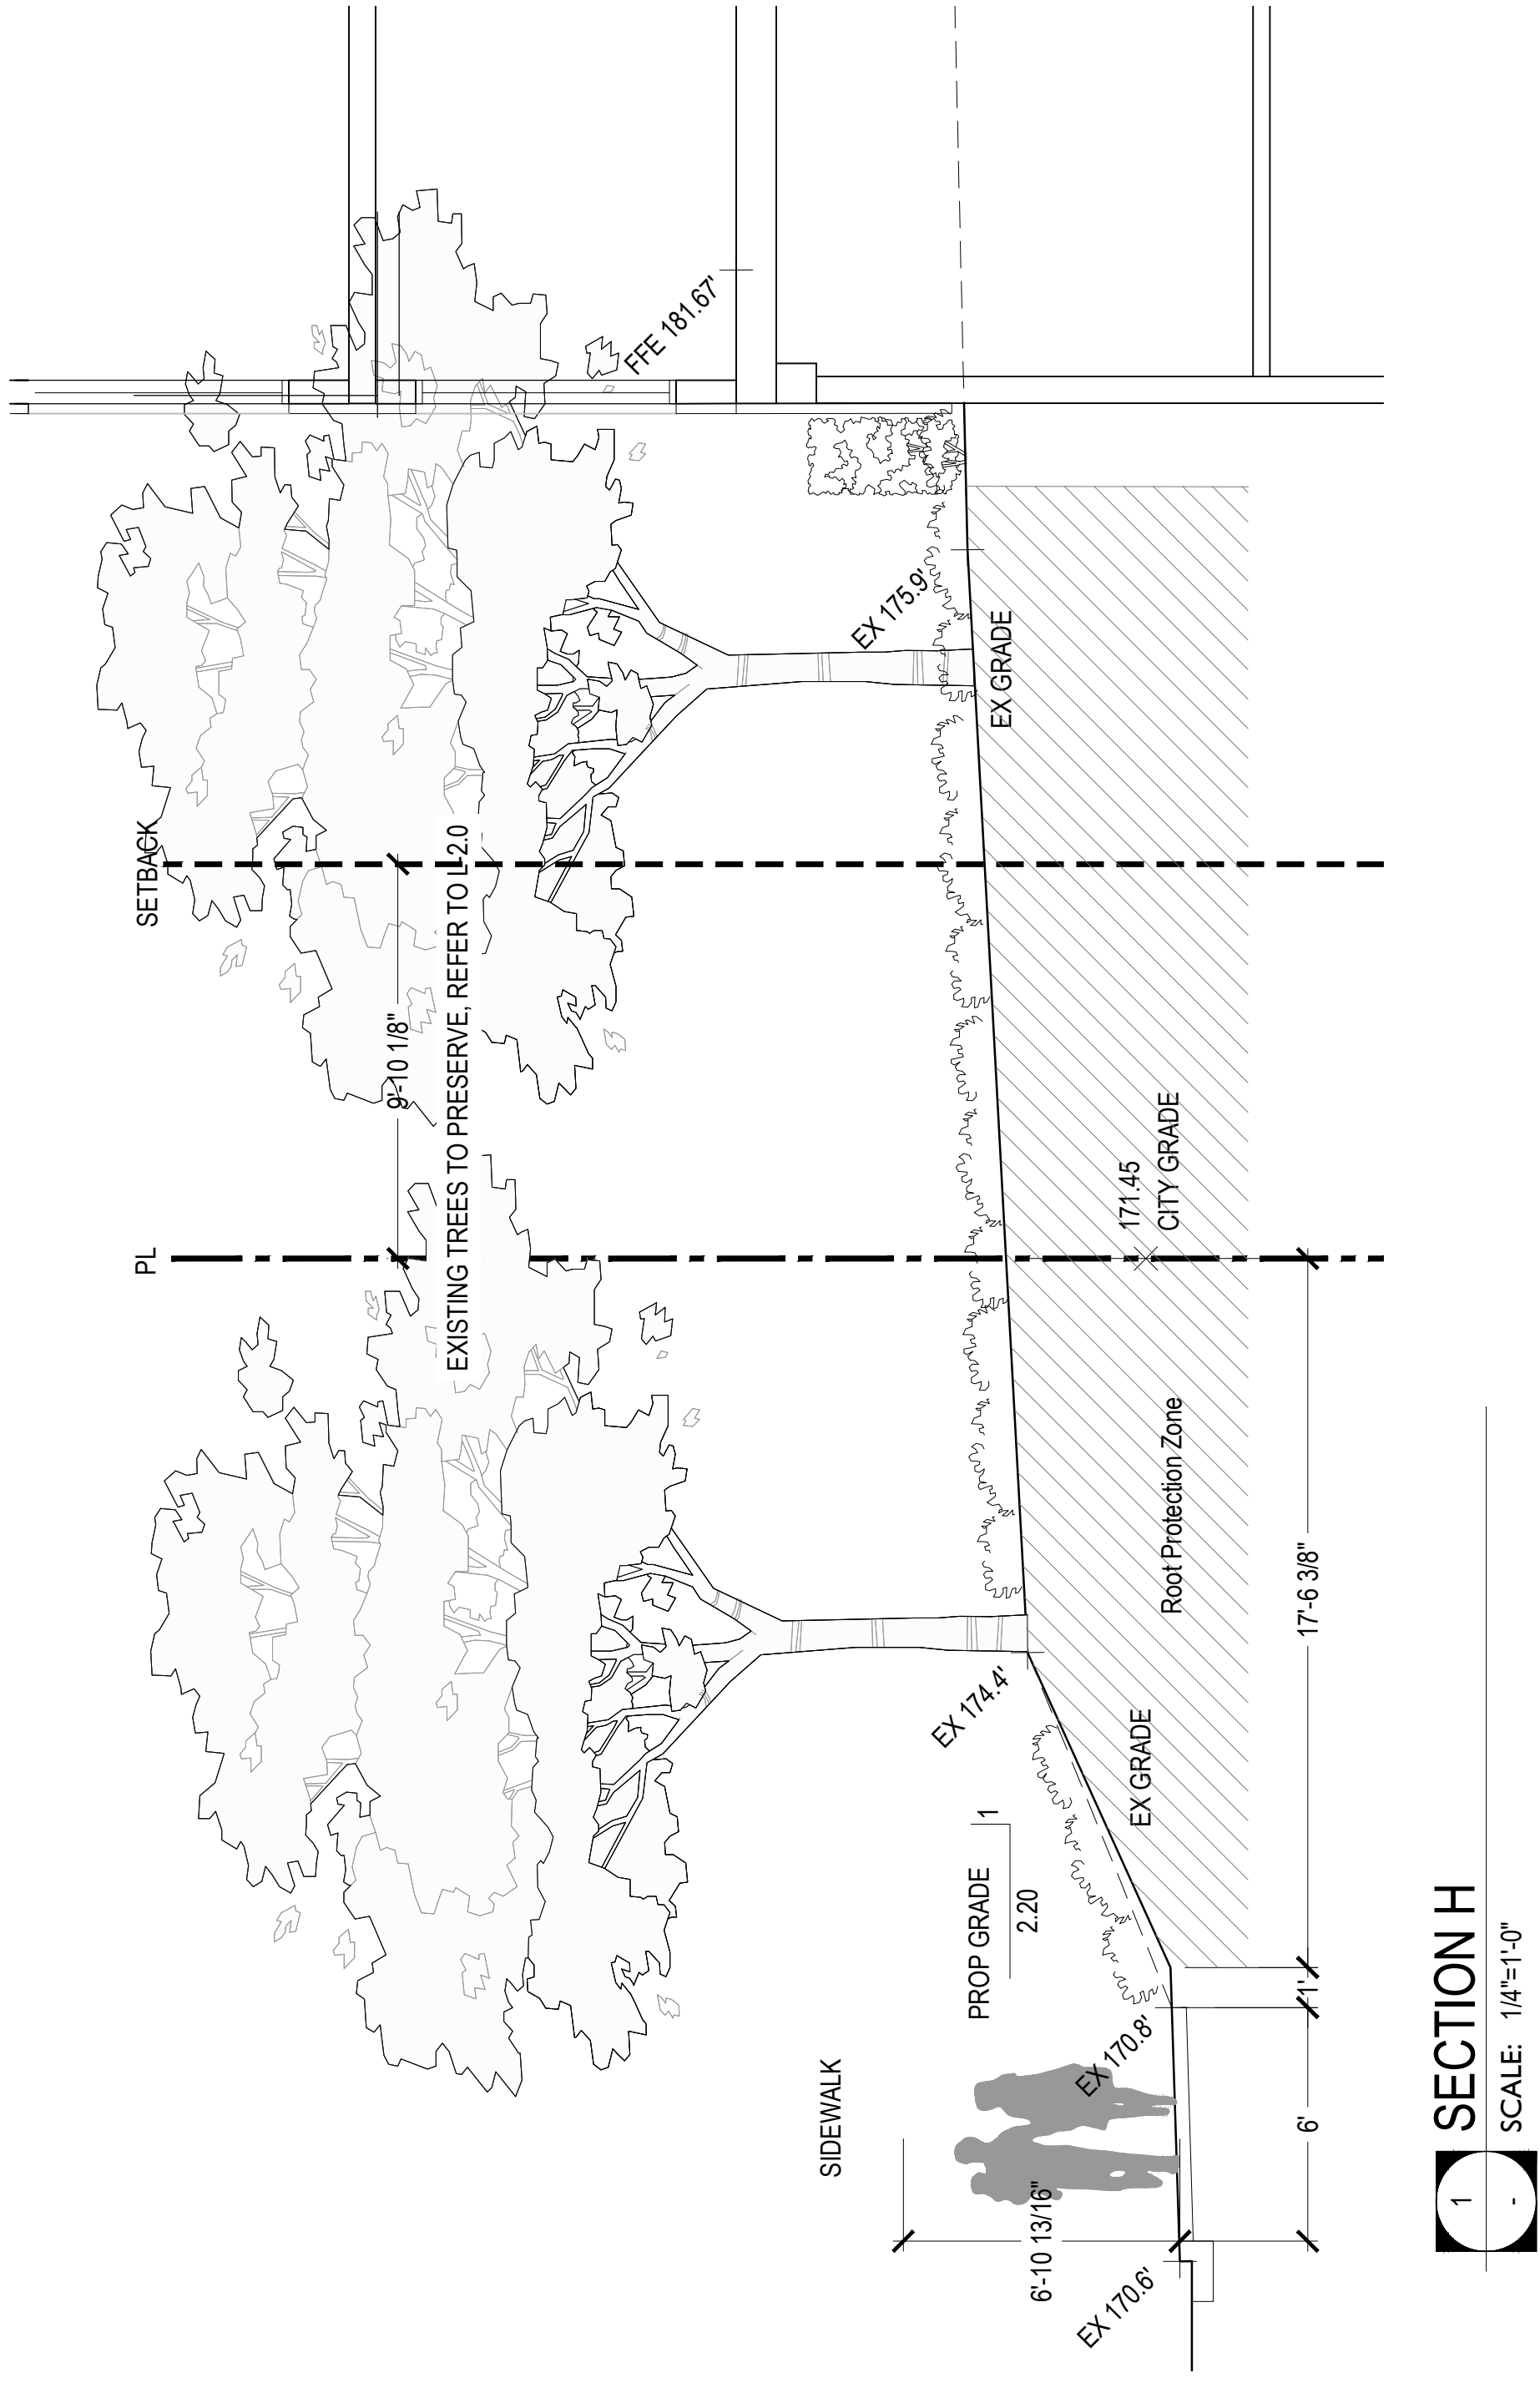 SETBACK
PL
FFE 181.67'
9'-10 1/8"
EXISTING TREES TO PRESERVE, REFER TO L-2.0
SIDEWALK
EX 175.9'
EX 174.4'
EX GRADE
PROP GRADE
1
2.20
6'-10 13/16"
EX 170.8'
EX 170.6'
171.45
CITY GRADE
EX GRADE
Root Protection Zone
6'
1'
17'-6 3/8"
1
-
SECTION H
SCALE: 1/4"=1'-0"